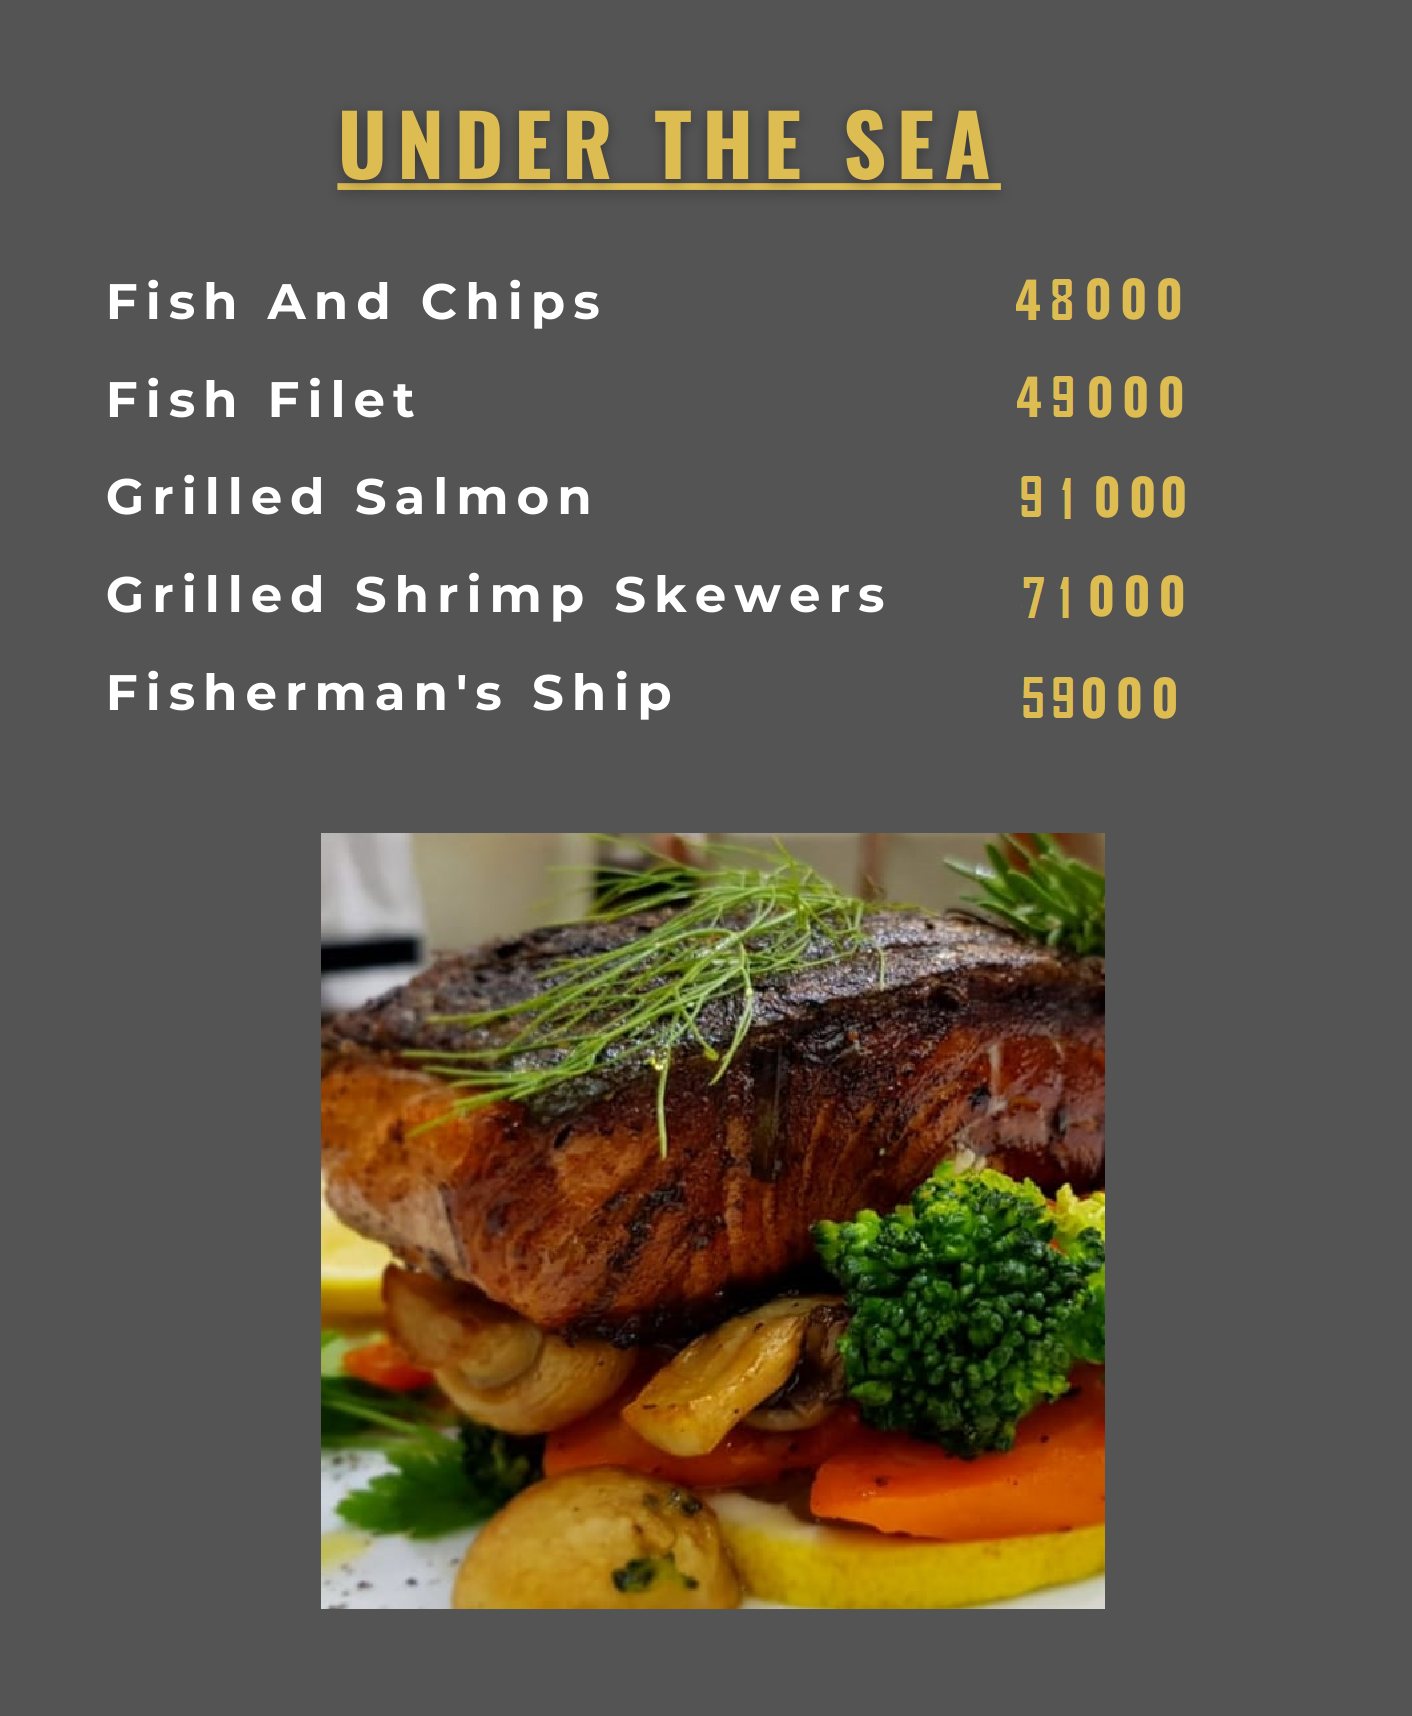 UNDER THE SEA
Fish And Chips 48000
Fish Filet 49000
Grilled Salmon 91000
Grilled Shrimp Skewers 71000
Fisherman's Ship 59000